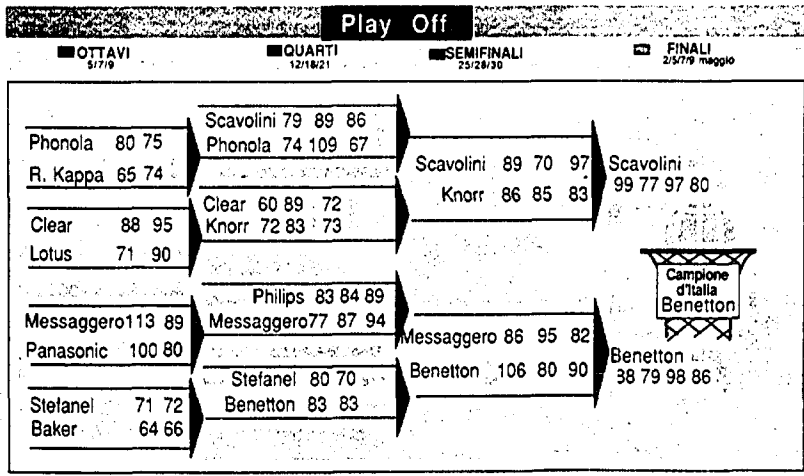 Play Off
OTTAVI
5/7/9
QUARTI
12/18/21
SEMIFINALI
25/28/30
FINALI
2/5/7/9 maggio
Phonola 80 75
R. Kappa 65 74
Clear 88 95
Lotus 71 90
Messaggero 113 89
Panasonic 100 80
Stefanel 71 72
Baker 64 66
Scavolini 79 89 86
Phonola 74 109 67
Clear 60 89 72
Knorr 72 83 73
Philips 83 84 89
Messaggero 77 87 94
Stefanel 80 70
Benetton 83 83
Scavolini 89 70 97
Knorr 86 85 83
Messaggero 86 95 82
Benetton 106 80 90
Scavolini
99 77 97 80
Campione
d'Italia
Benetton
Benetton
38 79 98 86